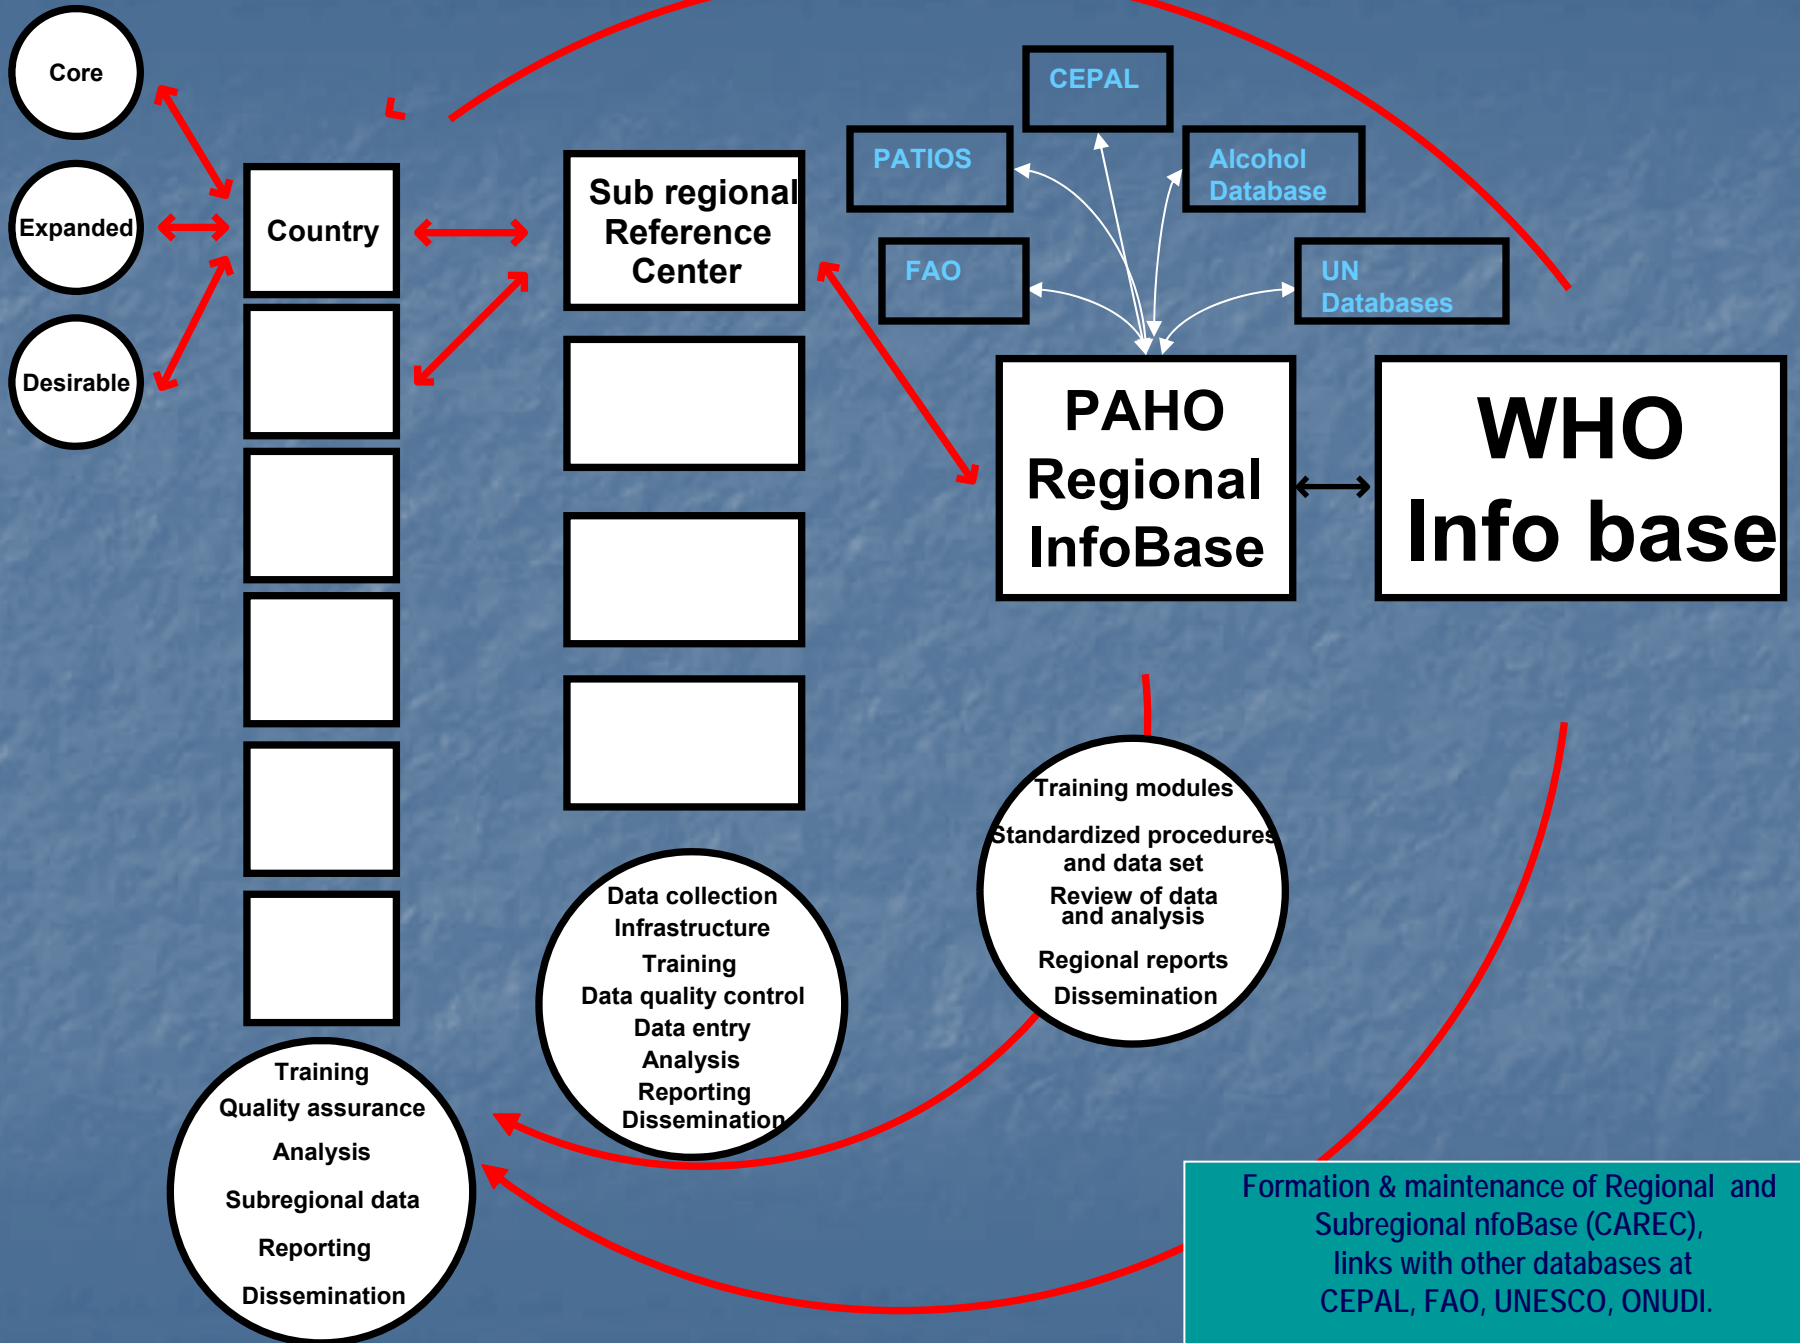 Core
Expanded
Desirable
Country
Sub regional
Reference
Center
CEPAL
PATIOS
Alcohol
Database
FAO
UN
Databases
PAHO
Regional
InfoBase
WHO
Info base
Training modules
Standardized procedures
and data set
Review of data
and analysis
Regional reports
Dissemination
Data collection
Infrastructure
Training
Data quality control
Data entry
Analysis
Reporting
Dissemination
Training
Quality assurance
Analysis
Subregional data
Reporting
Dissemination
Formation & maintenance of Regional and
Subregional nfoBase (CAREC),
links with other databases at
CEPAL, FAO, UNESCO, ONUDI.